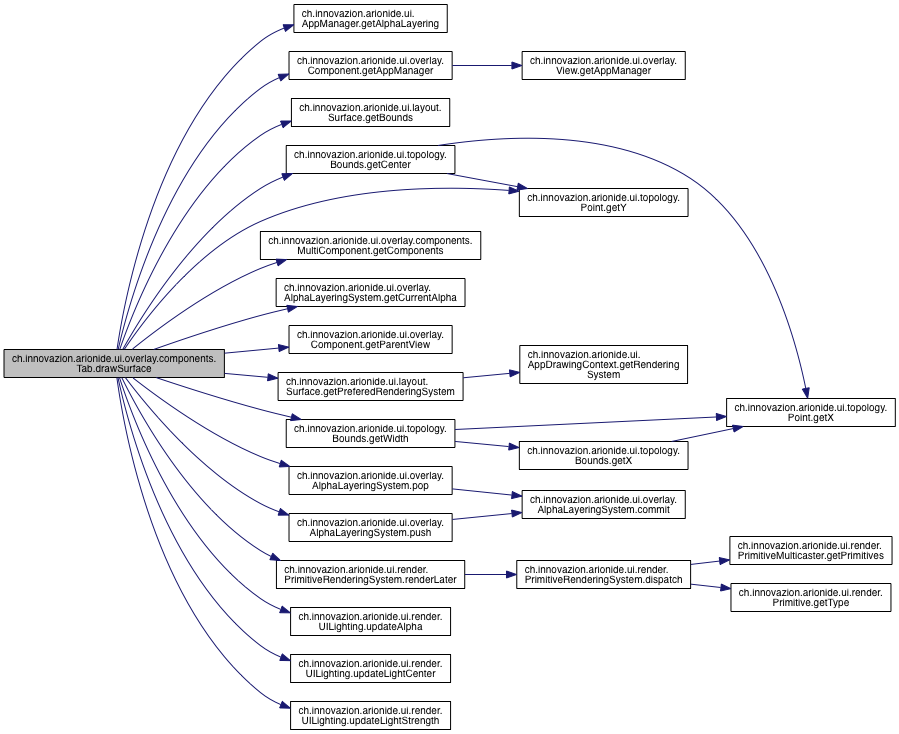 ch.innovazion.arionide.ui.
AppManager.getAlphaLayering
ch.innovazion.arionide.ui.overlay.
Component.getAppManager
ch.innovazion.arionide.ui.overlay.
View.getAppManager
ch.innovazion.arionide.ui.layout.
Surface.getBounds
ch.innovazion.arionide.ui.topology.
Bounds.getCenter
ch.innovazion.arionide.ui.topology.
Point.getY
ch.innovazion.arionide.ui.overlay.components.
MultiComponent.getComponents
ch.innovazion.arionide.ui.overlay.
AlphaLayeringSystem.getCurrentAlpha
ch.innovazion.arionide.ui.overlay.
Component.getParentView
ch.innovazion.arionide.ui.overlay.components.
Tab.drawSurface
ch.innovazion.arionide.ui.
AppDrawingContext.getRendering
System
ch.innovazion.arionide.ui.layout.
Surface.getPreferedRenderingSystem
ch.innovazion.arionide.ui.topology.
Point.getX
ch.innovazion.arionide.ui.topology.
Bounds.getWidth
ch.innovazion.arionide.ui.topology.
Bounds.getX
ch.innovazion.arionide.ui.overlay.
AlphaLayeringSystem.pop
ch.innovazion.arionide.ui.overlay.
AlphaLayeringSystem.commit
ch.innovazion.arionide.ui.overlay.
AlphaLayeringSystem.push
ch.innovazion.arionide.ui.render.
PrimitiveMulticaster.getPrimitives
ch.innovazion.arionide.ui.render.
PrimitiveRenderingSystem.renderLater
ch.innovazion.arionide.ui.render.
PrimitiveRenderingSystem.dispatch
ch.innovazion.arionide.ui.render.
Primitive.getType
ch.innovazion.arionide.ui.render.
UILighting.updateAlpha
ch.innovazion.arionide.ui.render.
UILighting.updateLightCenter
ch.innovazion.arionide.ui.render.
UILighting.updateLightStrength